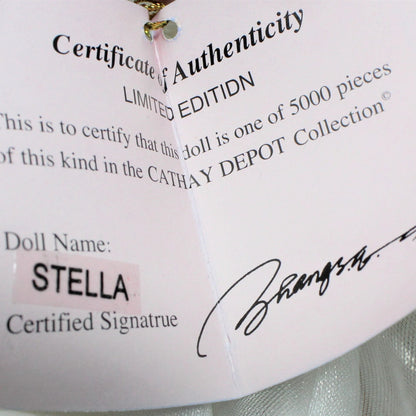 Certificate of Authenticity
LIMITED EDITION
This is to certify that this doll is one of 5000 pieces
of this kind in the CATHAY DEPOT Collection©
Doll Name:
STELLA
Certified Signatrue